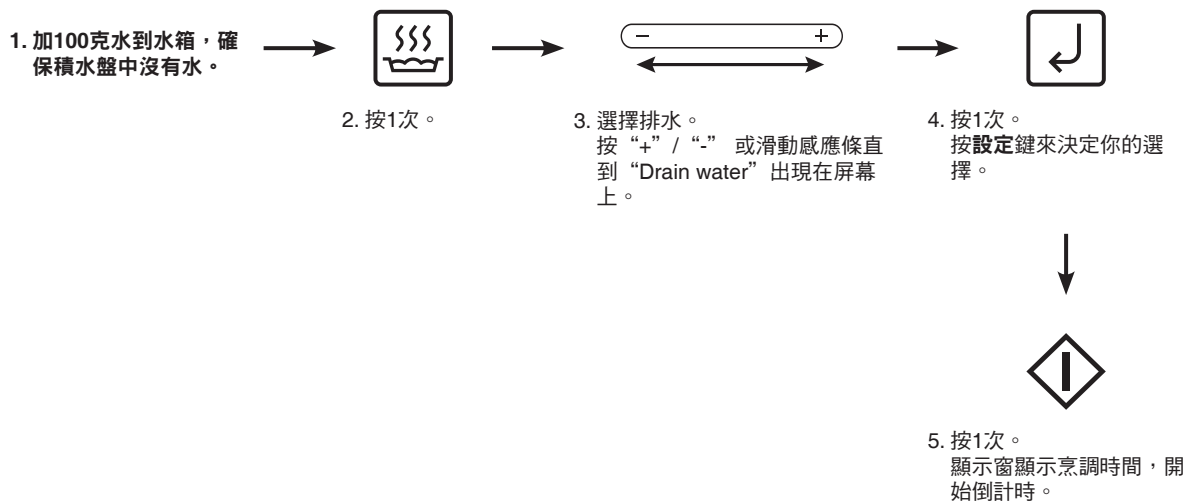 1. 加100克水到水箱，確
保積水盤中沒有水。
2. 按1次。
− +
3. 選擇排水。
按“+”/“-” 或滑動感應條直
到“Drain water”出現在屏幕
上。
4. 按1次。
按設定鍵來決定你的選
擇。
5. 按1次。
顯示窗顯示烹調時間，開
始倒計時。